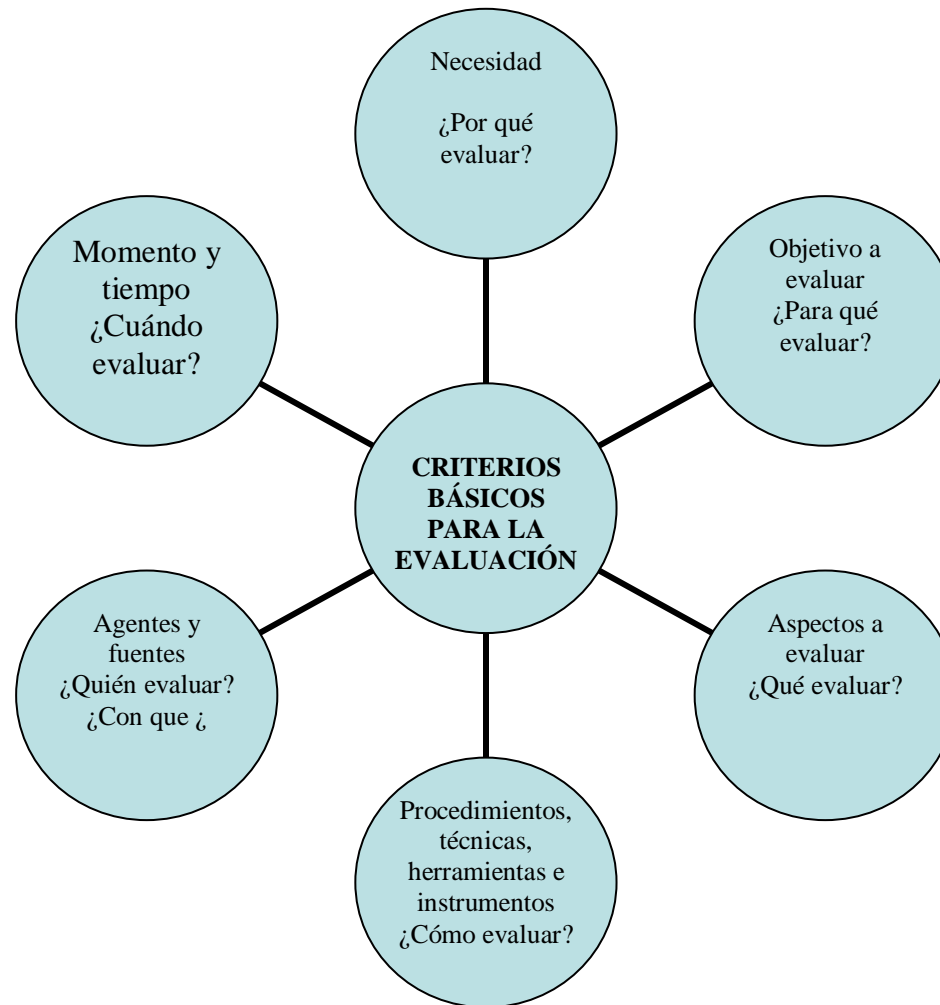 Necesidad
¿Por qué
evaluar?
Momento y
tiempo
¿Cuándo
evaluar?
Objetivo a
evaluar
¿Para qué
evaluar?
CRITERIOS
BÁSICOS
PARA LA
EVALUACIÓN
Agentes y
fuentes
¿Quién evaluar?
¿Con que ¿
Aspectos a
evaluar
¿Qué evaluar?
Procedimientos,
técnicas,
herramientas e
instrumentos
¿Cómo evaluar?